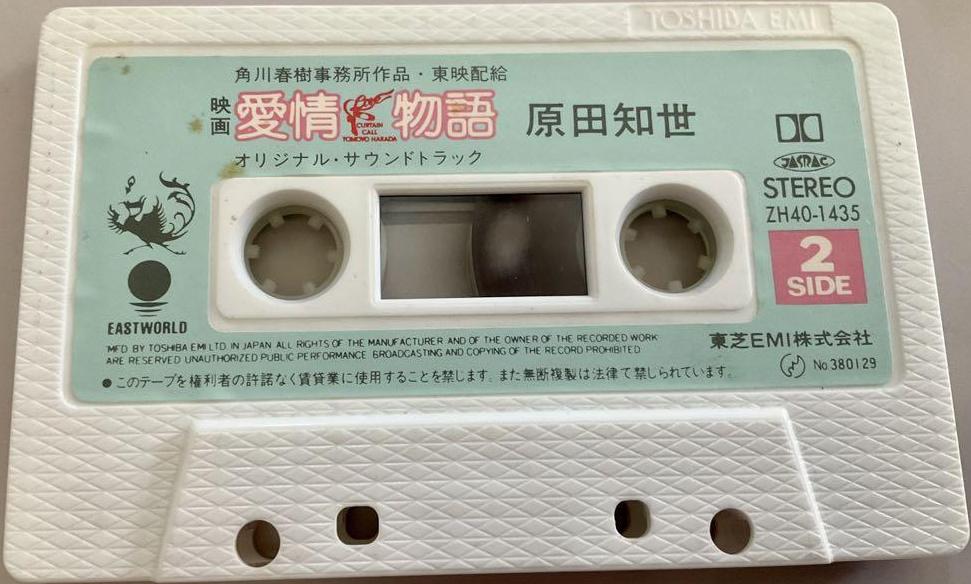 TOSHIBA EMI
角川春樹事務所作品・東映配給
映画 愛情物語 原田知世
CURTAIN
CALL
TOMOYO HARADA
オリジナル・サウンドトラック
JASRAC
STEREO
ZH40-1435
2
SIDE
EASTWORLD
MFD BY TOSHIBA EMI LTD. IN JAPAN ALL RIGHTS OF THE MANUFACTURER AND OF THE OWNER OF THE RECORDED WORK
ARE RESERVED UNAUTHORIZED PUBLIC PERFORMANCE BROADCASTING AND COPYING OF THE RECORD PROHIBITED
東芝EMI株式会社
No.380129
●このテープを権利者の許諾なく賃貸業に使用することを禁じます。また無断複製は法律で禁じられています。